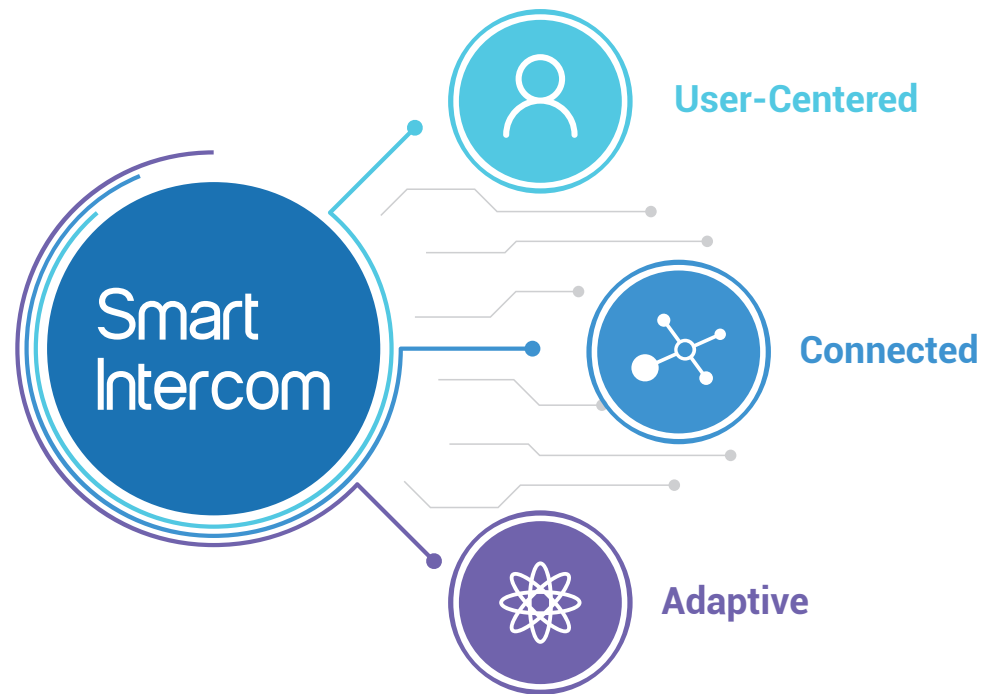 Smart
Intercom
User-Centered
Connected
Adaptive